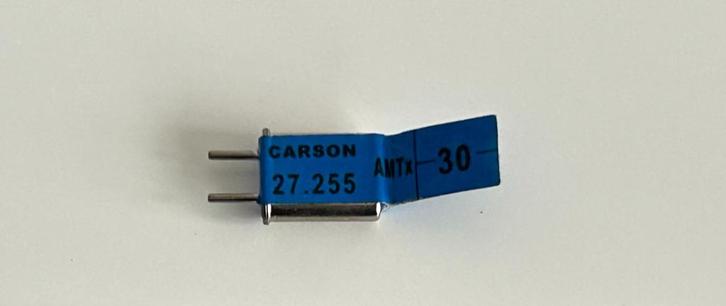 CARSON
27.255
AMTx
30